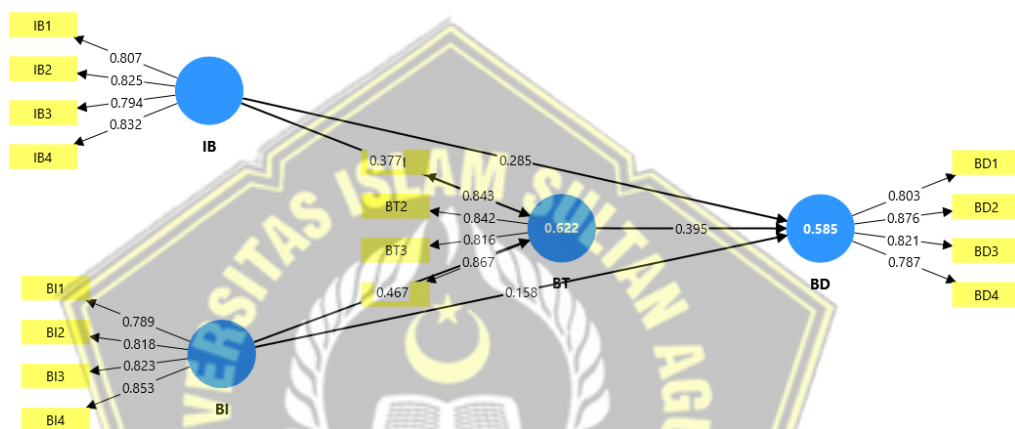 IB1
IB2
IB3
IB4
0.807
0.825
0.794
0.832
IB
0.377
0.285
BT2
BT3
0.843
0.842
0.816
0.867
0.622
BT
0.395
0.467
0.158
0.585
BD
0.803
0.876
0.821
0.787
BD1
BD2
BD3
BD4
BI1
BI2
BI3
BI4
0.789
0.818
0.823
0.853
BI
VERSITAS ISLAM SULTAN AGU